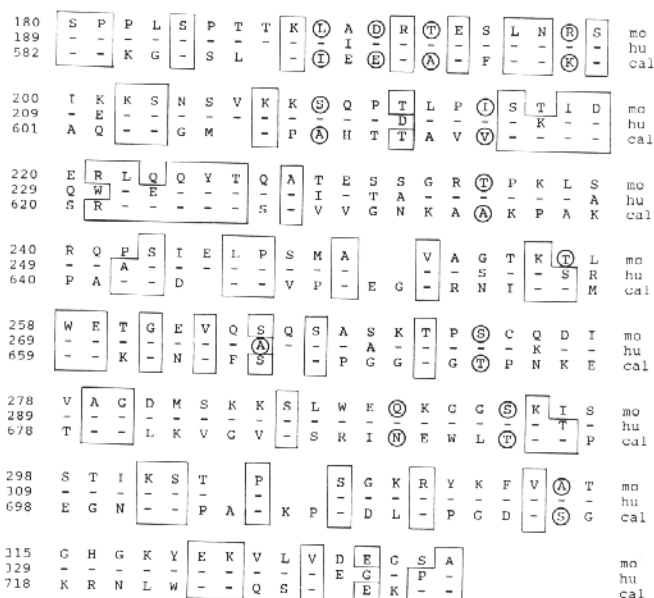 180 S P P L S P T T K L A D R T E S L N R S mo
189 - - - - - - - - - - I - - - - - - - - - hu
582 - - K G - S L - - I E E - A - F - - K - cal
200 I K K S N S V K K S Q P T L P I S T I D mo
209 - E - - - - - - - - - - D - - - - K - - hu
601 A Q - - G M - - P A H T T A V V - - - - cal
220 E R L Q Q Y T Q A T E S S G R T P K L S mo
229 Q W - E - - - - - I - T A - - - - - - A hu
620 S R - - - - - S - V V G N K A A K P A K cal
240 R Q P S I E L P S M A V A G T K T L mo
249 - - A - - - - - - - - - - S - - S R hu
640 P A - - D - - - V P - E G - R N I - - M cal
258 W E T G E V Q S Q S A S K T P S C Q D I mo
269 - - - - - - - A - - - A - - - - - K - - hu
659 - - K - N - F S - - P G G - G T P N K E cal
278 V A G D M S K K S L W K Q K G G S K I S mo
289 - - - - - - - - - - - - - - - - - - T - hu
678 T - - L K V G V - S R I N E W L T - - P cal
298 S T I K S T P S G K R Y K F V A T mo
309 - - - - - - - - - - - - - - - - - hu
698 E G N - - P A - K P - D L - P G D - S G cal
315 G H G K Y E K V L V D E G S A mo
329 - - - - - - - - - - E G - P - hu
718 K R N L W - - Q S - - E K - - cal